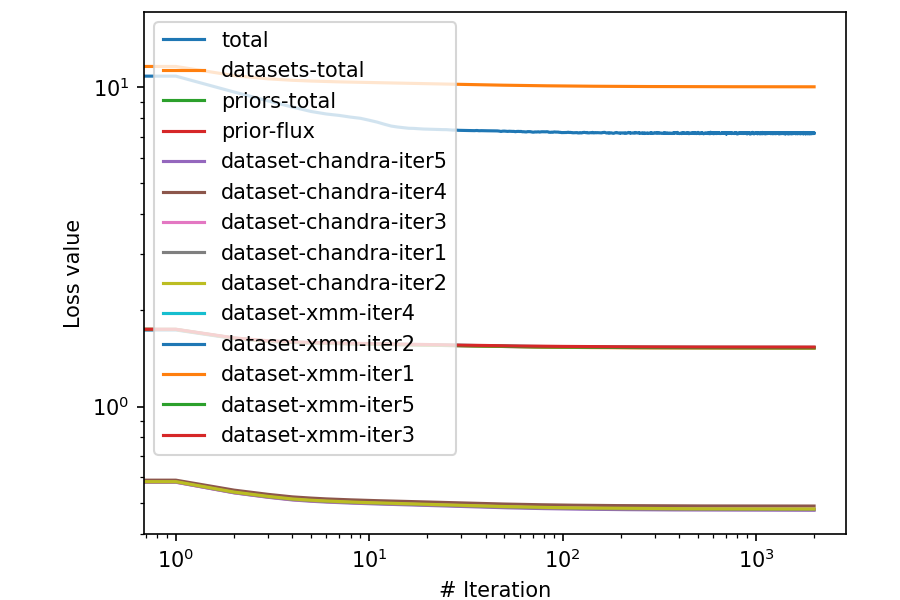 total
datasets-total
10¹
priors-total
prior-flux
dataset-chandra-iter5
dataset-chandra-iter4
dataset-chandra-iter3
dataset-chandra-iter1
dataset-chandra-iter2
dataset-xmm-iter4
dataset-xmm-iter2
dataset-xmm-iter1
dataset-xmm-iter5
dataset-xmm-iter3
Loss value
10⁰
10⁰ 10¹ 10² 10³
# Iteration